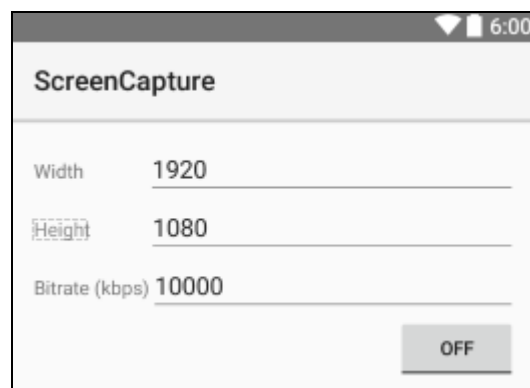 6:00
ScreenCapture
Width 1920
Height 1080
Bitrate (kbps) 10000
OFF